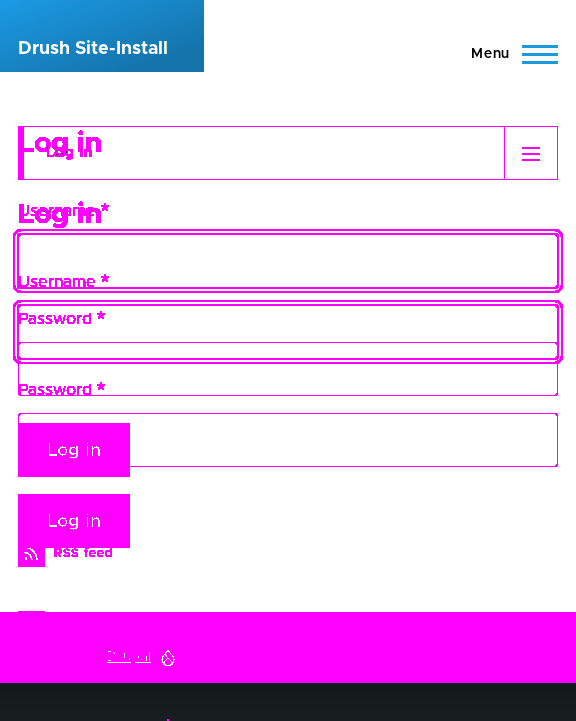 Drush Site-Install
Menu
Log in
Log in
Username *
Log in
Username *
Password *
Password *
Log in
Log in
RSS feed